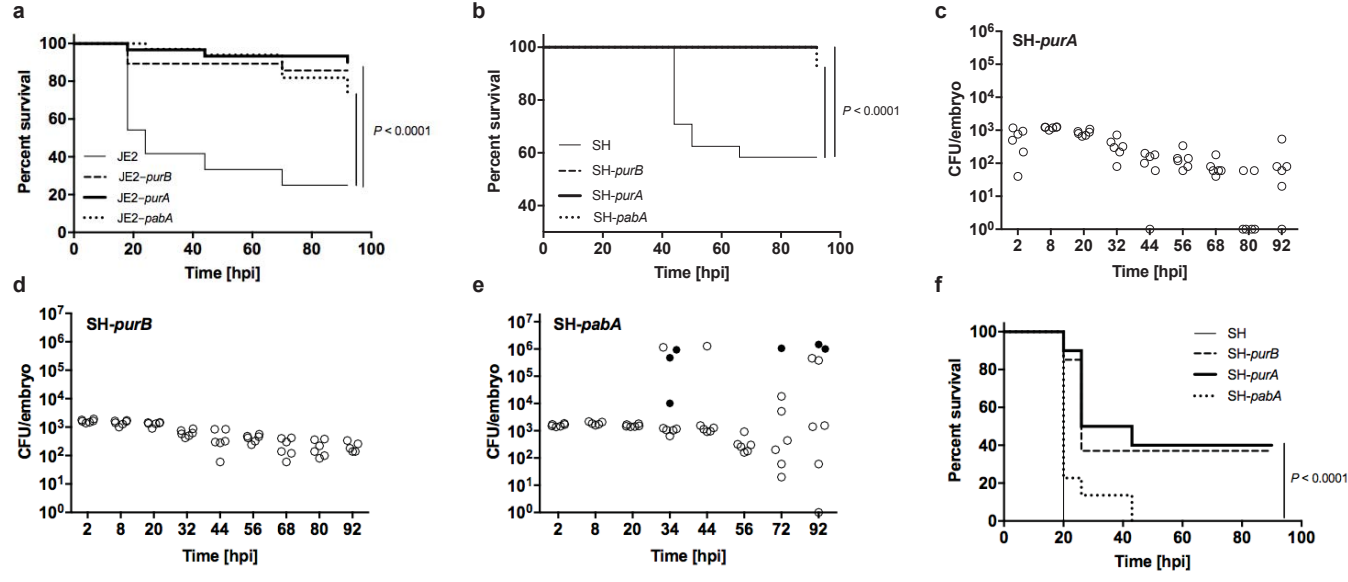 a
100
80
60
40
20
0
Percent survival
JE2
JE2-purB
JE2-purA
JE2-pabA
P < 0.0001
0 20 40 60 80 100
Time [hpi]
b
100
80
60
40
Percent survival
SH
SH-purB
SH-purA
SH-pabA
P < 0.0001
0 20 40 60 80 100
Time [hpi]
c
SH-purA
10⁶
10⁵
10⁴
10³
10²
10¹
10⁰
CFU/embryo
2 8 20 32 44 56 68 80 92
Time [hpi]
d
SH-purB
10⁷
10⁶
10⁵
10⁴
10³
10²
10¹
10⁰
CFU/embryo
2 8 20 32 44 56 68 80 92
Time [hpi]
e
SH-pabA
10⁷
10⁶
10⁵
10⁴
10³
10²
10¹
10⁰
CFU/embryo
2 8 20 34 44 56 72 92
Time [hpi]
f
100
80
60
40
20
0
Percent survival
SH
SH-purB
SH-purA
SH-pabA
P < 0.0001
0 20 40 60 80 100
Time [hpi]